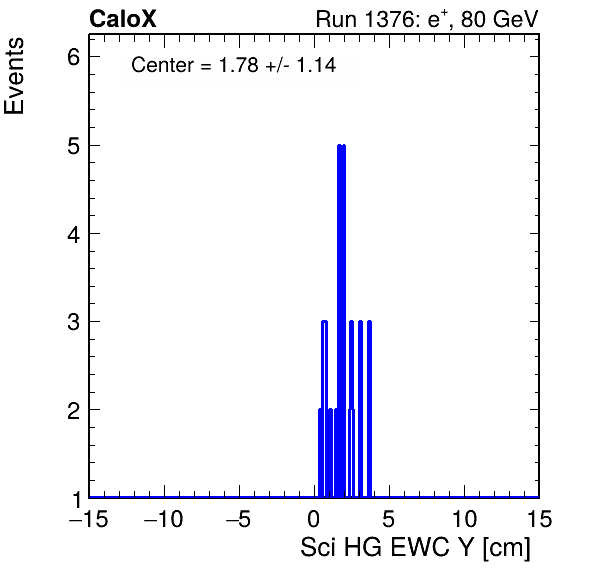 CaloX Run 1376: e⁺, 80 GeV
Center = 1.78 +/- 1.14
Events
6
5
4
3
2
1
−15 −10 −5 0 5 10 15
Sci HG EWC Y [cm]